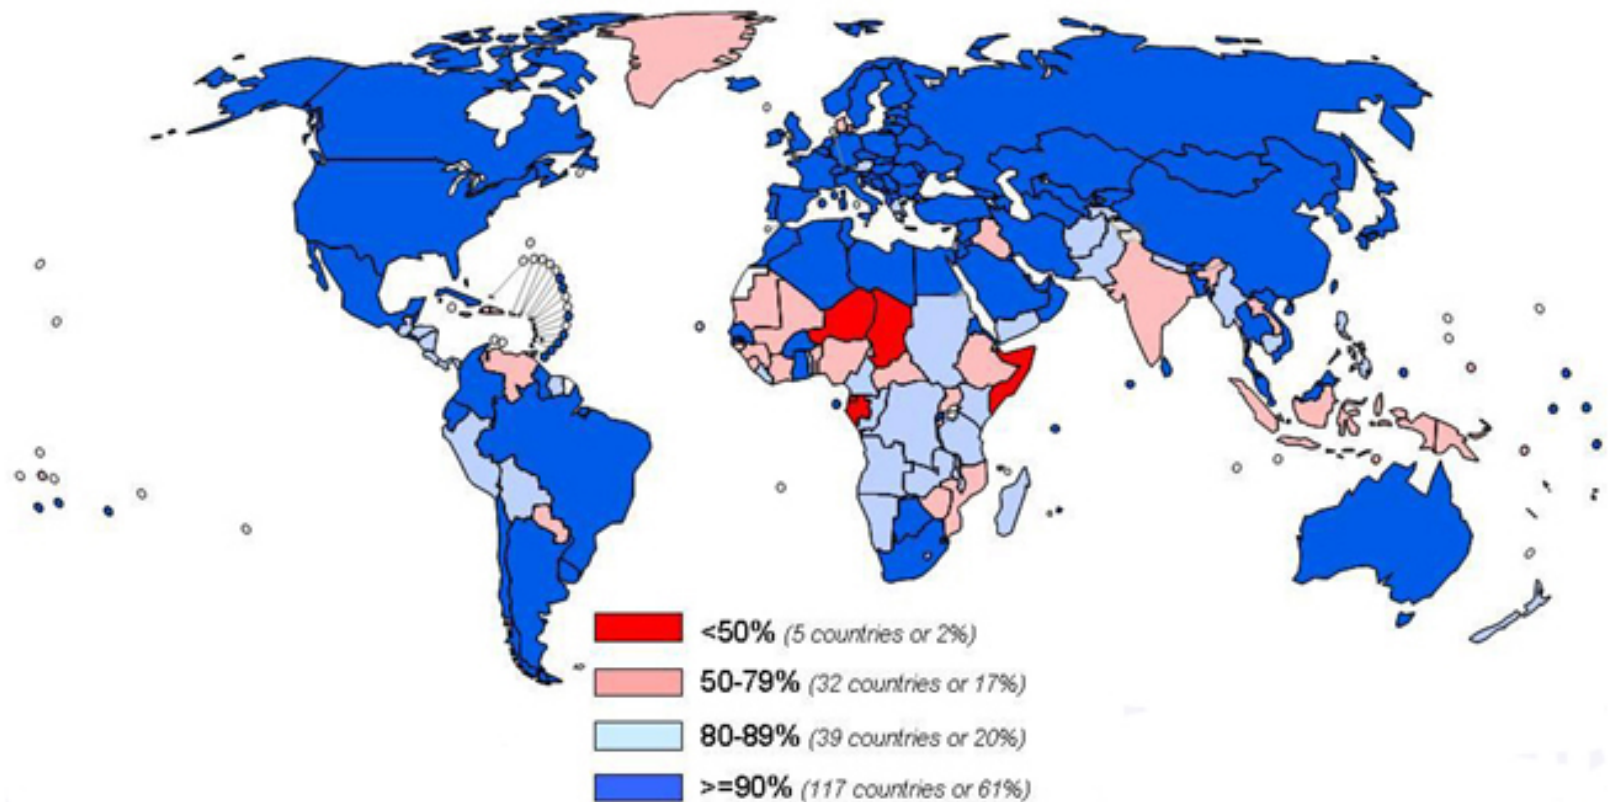 <50% (5 countries or 2%)
50-79% (32 countries or 17%)
80-89% (39 countries or 20%)
>=90% (117 countries or 61%)